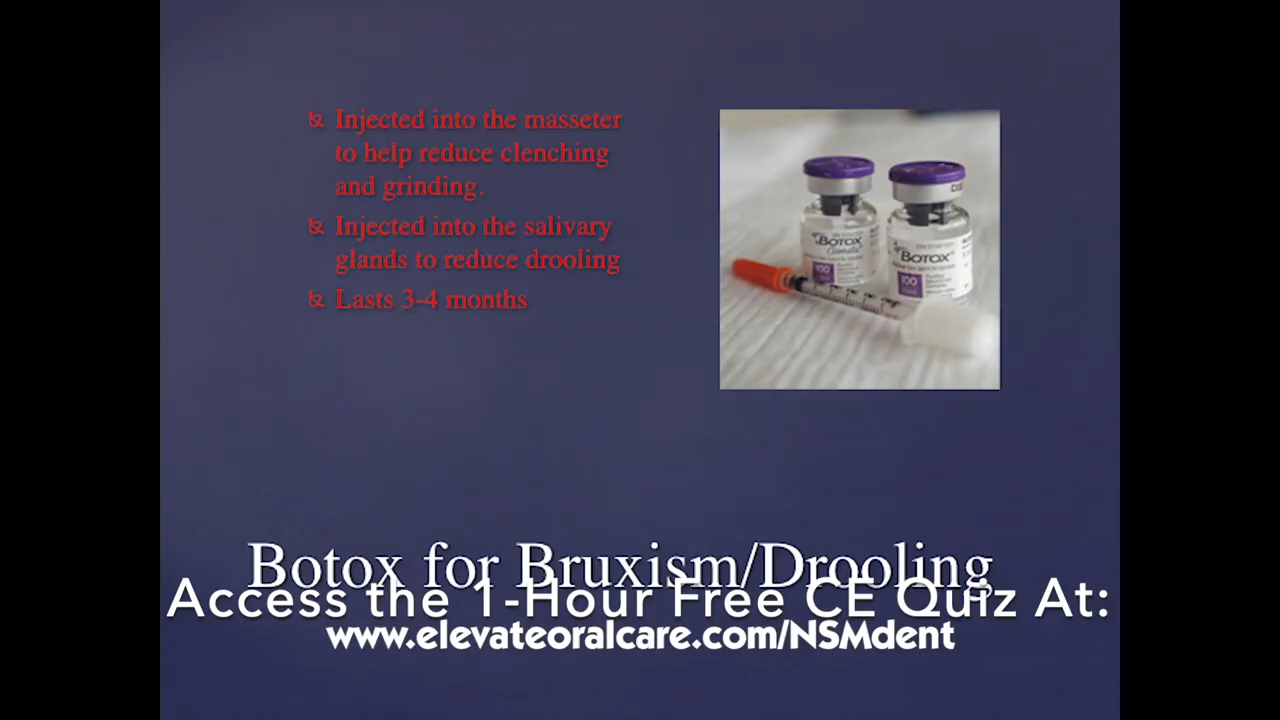 Injected into the masseter
to help reduce clenching
and grinding.
Injected into the salivary
glands to reduce drooling
Lasts 3-4 months
BOTOX
Cosmetic
100
BOTOX
100
Botox for Bruxism/Drooling
Access the 1-Hour Free CE Quiz At:
www.elevateoralcare.com/NSMdent